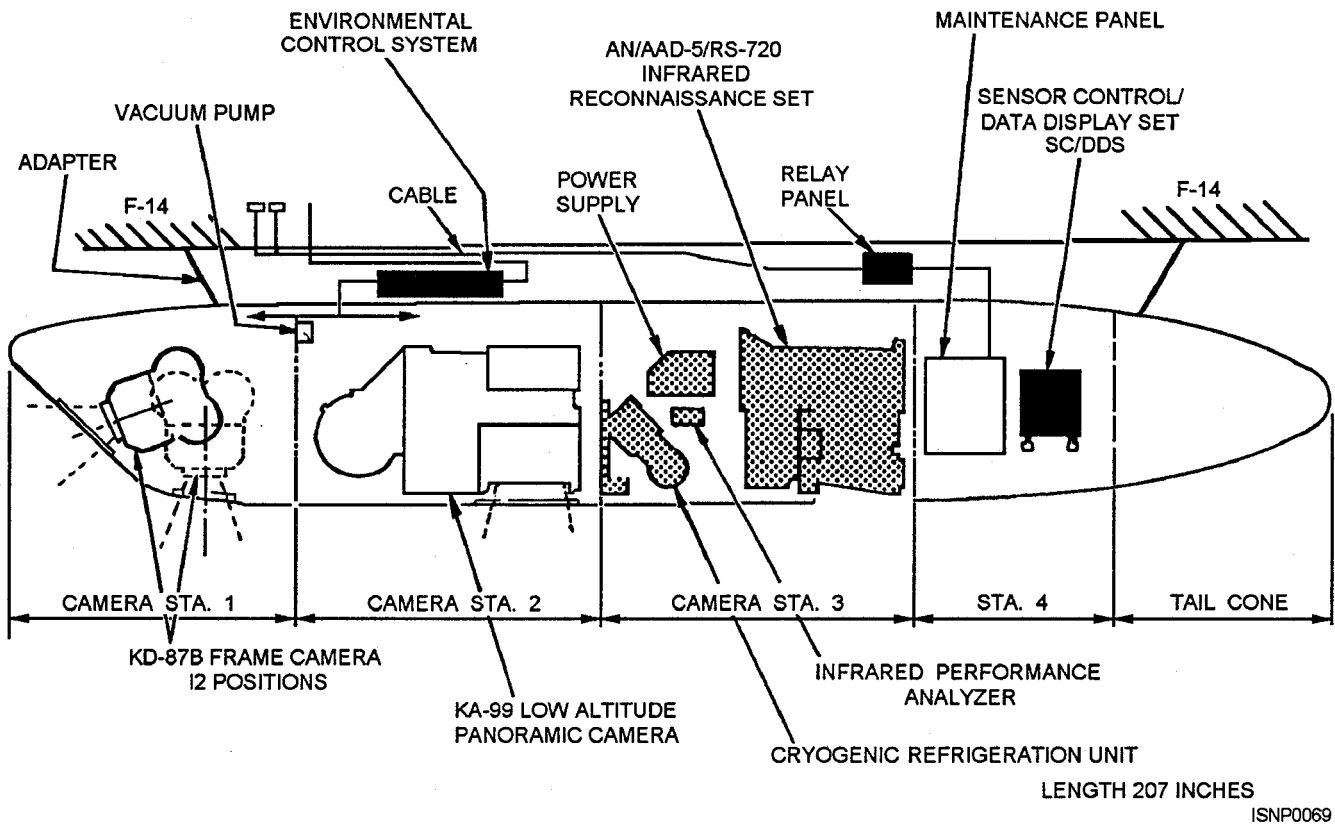 ENVIRONMENTAL
CONTROL SYSTEM
MAINTENANCE PANEL
AN/AAD-5/RS-720
INFRARED
RECONNAISSANCE SET
VACUUM PUMP
SENSOR CONTROL/
DATA DISPLAY SET
SC/DDS
ADAPTER
CABLE
POWER
SUPPLY
RELAY
PANEL
F-14
F-14
CAMERA STA. 1
CAMERA STA. 2
CAMERA STA. 3
STA. 4
TAIL CONE
KD-87B FRAME CAMERA
I2 POSITIONS
KA-99 LOW ALTITUDE
PANORAMIC CAMERA
INFRARED PERFORMANCE
ANALYZER
CRYOGENIC REFRIGERATION UNIT
LENGTH 207 INCHES
ISNP0069